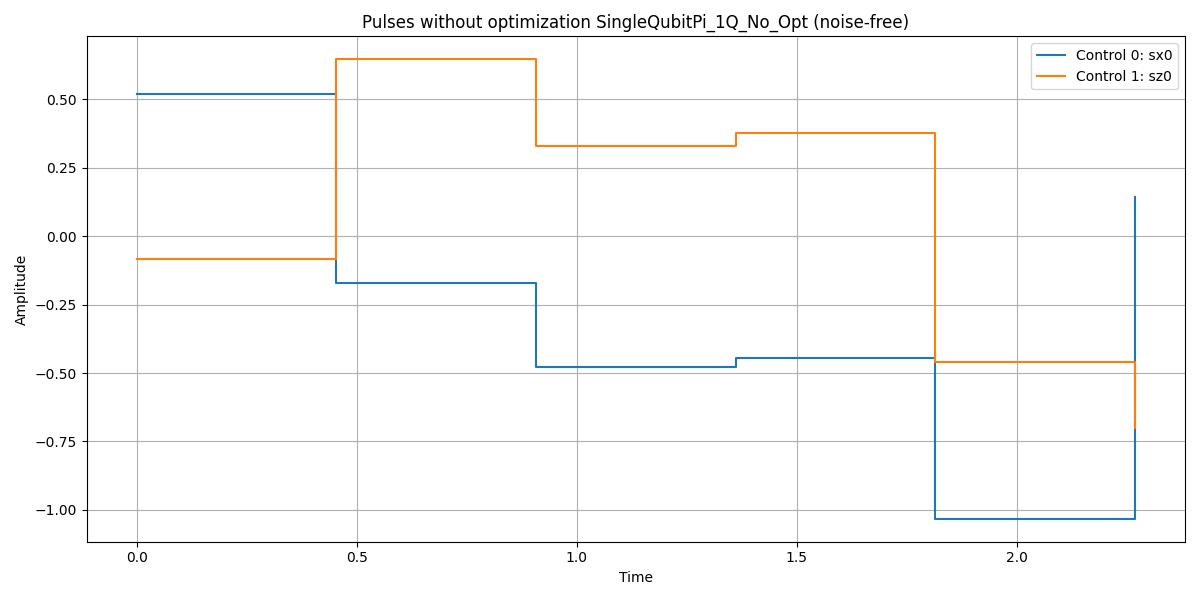 Pulses without optimization SingleQubitPi_1Q_No_Opt (noise-free)
Control 0: sx0
Control 1: sz0
Amplitude
0.50
0.25
0.00
−0.25
−0.50
−0.75
−1.00
0.0 0.5 1.0 1.5 2.0
Time